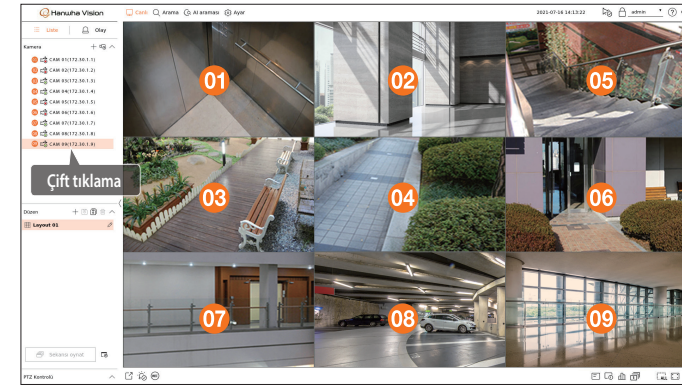 Hanwha Vision
Canlı
Arama
AI araması
Ayar
2021-07-16 14:13:22
admin
Liste
Olay
Kamera
CAM 01(172.30.1.1)
CAM 02(172.30.1.2)
CAM 03(172.30.1.3)
CAM 04(172.30.1.4)
CAM 05(172.30.1.5)
CAM 06(172.30.1.6)
CAM 07(172.30.1.7)
CAM 08(172.30.1.8)
CAM 09(172.30.1.9)
Çift tıklama
Düzen
Layout 01
Sekansı oynat
PTZ Kontrolü
01
02
05
03
04
06
07
08
09
ALL